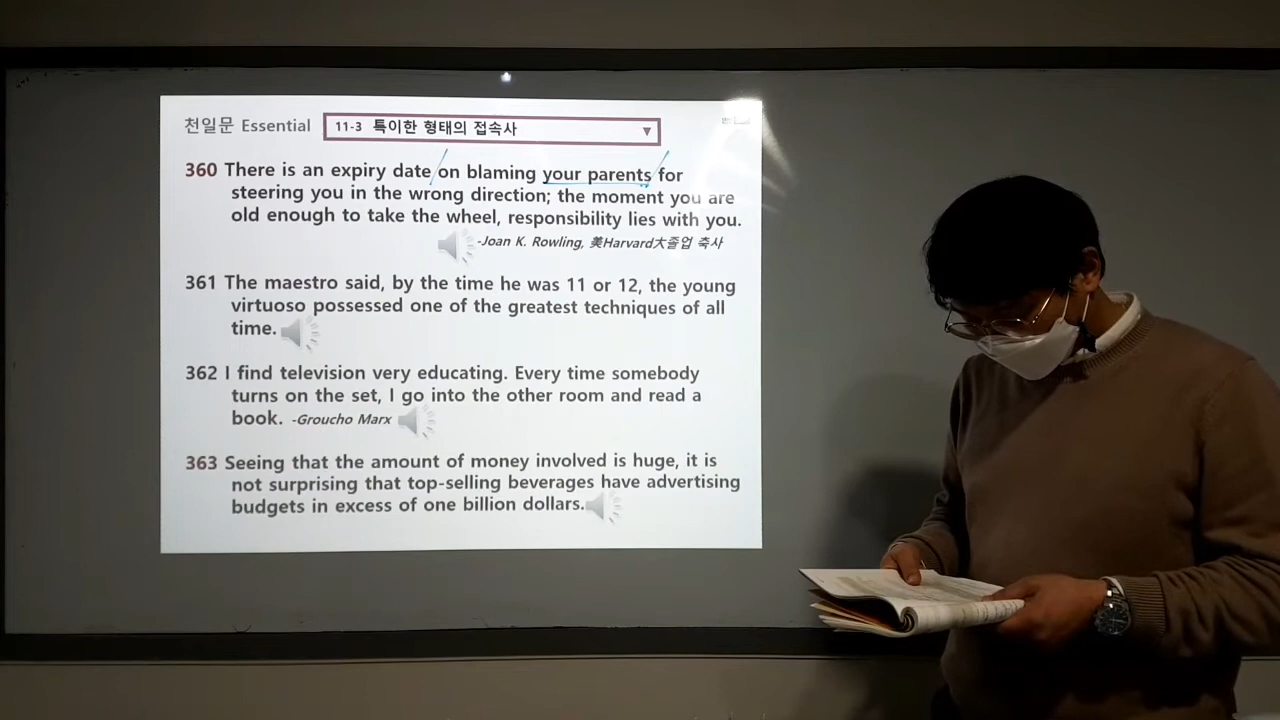 천일문 Essential 11-3 특이한 형태의 접속사 ▼
360 There is an expiry date on blaming your parents for
steering you in the wrong direction; the moment you are
old enough to take the wheel, responsibility lies with you.
-Joan K. Rowling, 美Harvard大졸업 축사
361 The maestro said, by the time he was 11 or 12, the young
virtuoso possessed one of the greatest techniques of all
time.
362 I find television very educating. Every time somebody
turns on the set, I go into the other room and read a
book. -Groucho Marx
363 Seeing that the amount of money involved is huge, it is
not surprising that top-selling beverages have advertising
budgets in excess of one billion dollars.